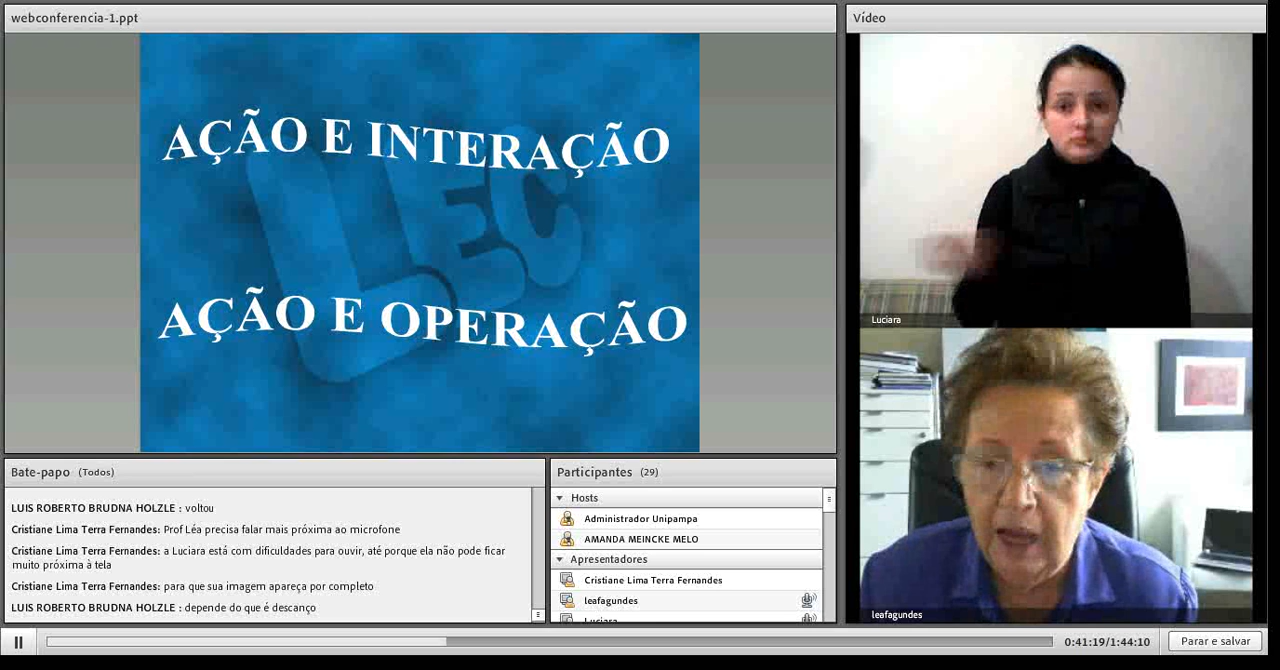 webconferencia-1.ppt
AÇÃO E INTERAÇÃO
LEC
AÇÃO E OPERAÇÃO
Vídeo
Luciara
leafagundes
Bate-papo (Todos)
LUIS ROBERTO BRUDNA HOLZLE : voltou
Cristiane Lima Terra Fernandes: Prof Léa precisa falar mais próxima ao microfone
Cristiane Lima Terra Fernandes: a Luciara está com dificuldades para ouvir, até porque ela não pode ficar
muito próxima à tela
Cristiane Lima Terra Fernandes: para que sua imagem apareça por completo
LUIS ROBERTO BRUDNA HOLZLE : depende do que é descanço
Participantes (29)
Hosts
Administrador Unipampa
AMANDA MEINCKE MELO
Apresentadores
Cristiane Lima Terra Fernandes
leafagundes
Luciara
0:41:19/1:44:10
Parar e salvar